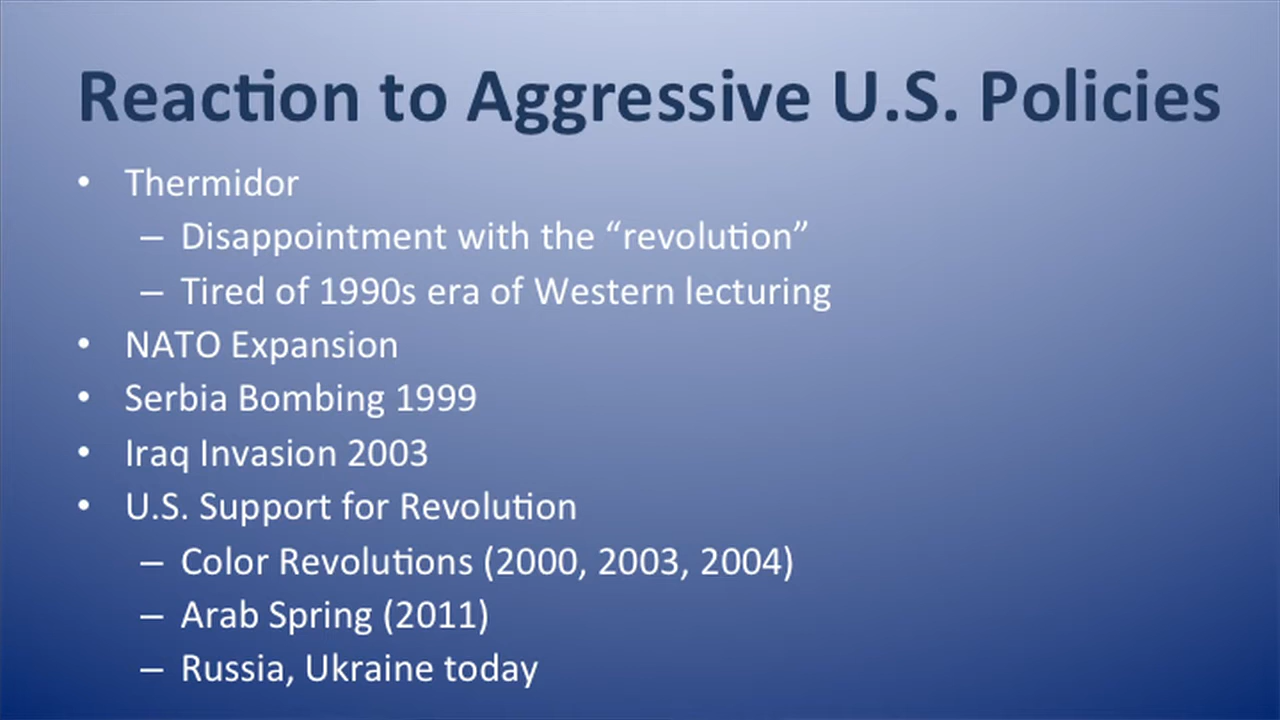 Reaction to Aggressive U.S. Policies
• Thermidor
– Disappointment with the “revolution”
– Tired of 1990s era of Western lecturing
• NATO Expansion
• Serbia Bombing 1999
• Iraq Invasion 2003
• U.S. Support for Revolution
– Color Revolutions (2000, 2003, 2004)
– Arab Spring (2011)
– Russia, Ukraine today